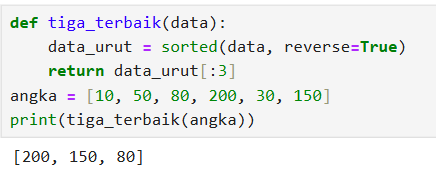 def tiga_terbaik(data):
    data_urut = sorted(data, reverse=True)
    return data_urut[:3]
angka = [10, 50, 80, 200, 30, 150]
print(tiga_terbaik(angka))
[200, 150, 80]